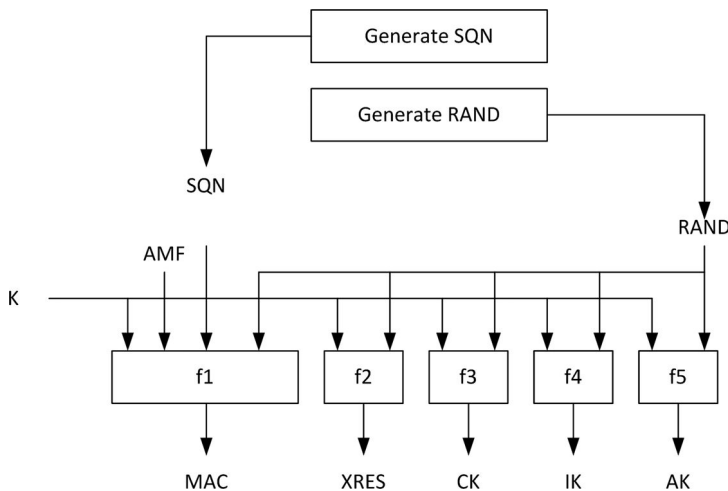 Generate SQN
Generate RAND
SQN
RAND
AMF
K
f1
f2
f3
f4
f5
MAC
XRES
CK
IK
AK